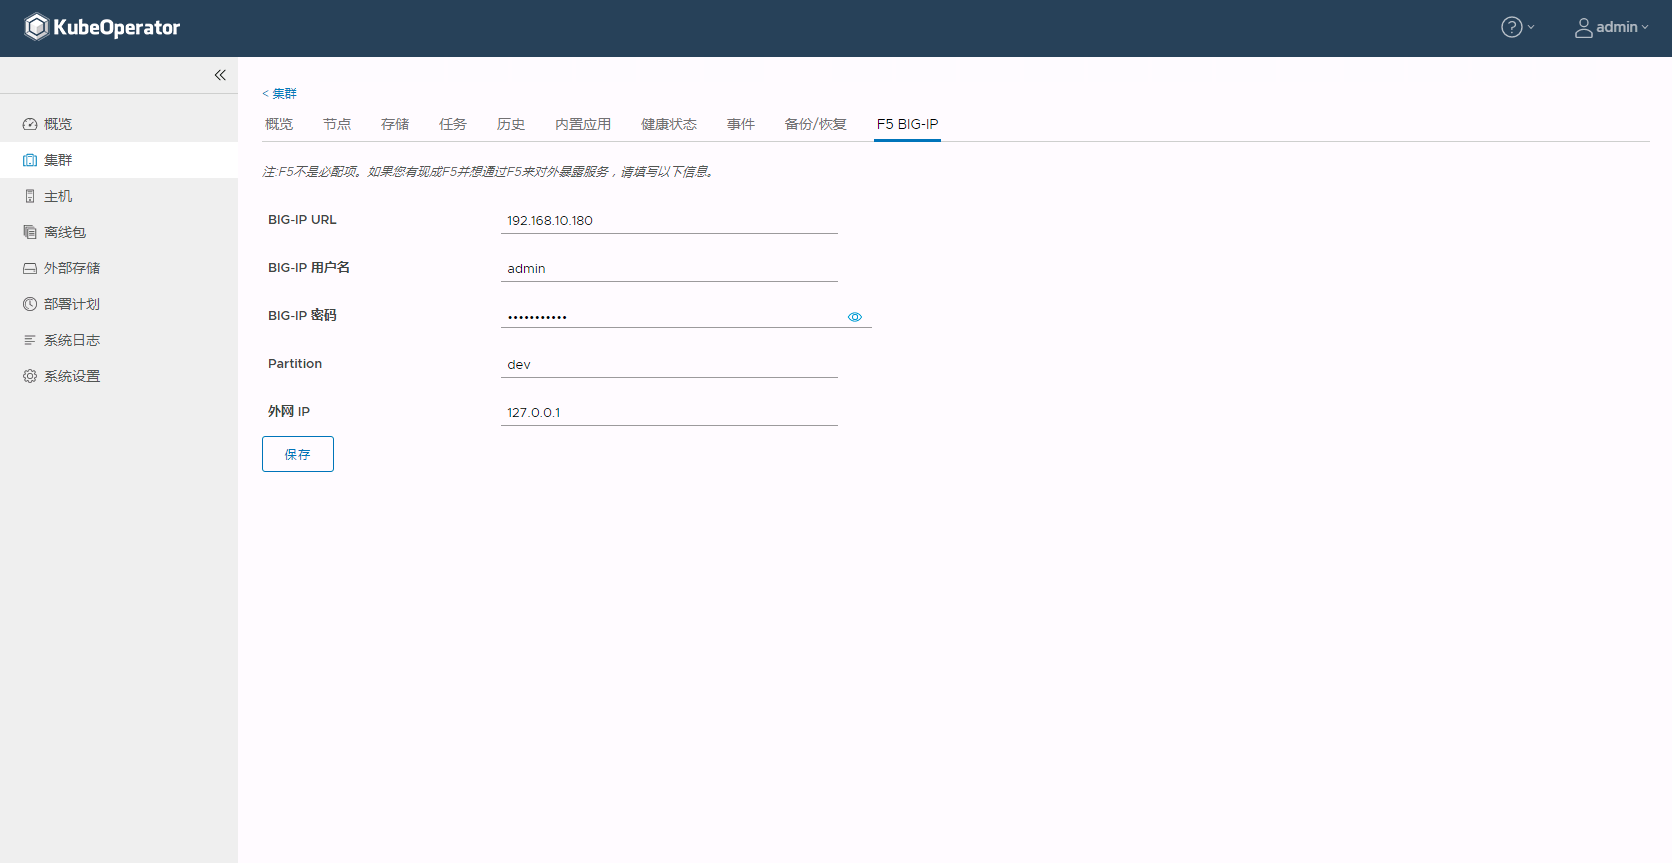 KubeOperator
admin
概览
集群
主机
离线包
外部存储
部署计划
系统日志
系统设置
< 集群
概览 节点 存储 任务 历史 内置应用 健康状态 事件 备份/恢复 F5 BIG-IP
注:F5不是必配项。如果您有现成F5并想通过F5来对外暴露服务，请填写以下信息。
BIG-IP URL 192.168.10.180
BIG-IP 用户名 admin
BIG-IP 密码 •••••••••••
Partition dev
外网 IP 127.0.0.1
保存